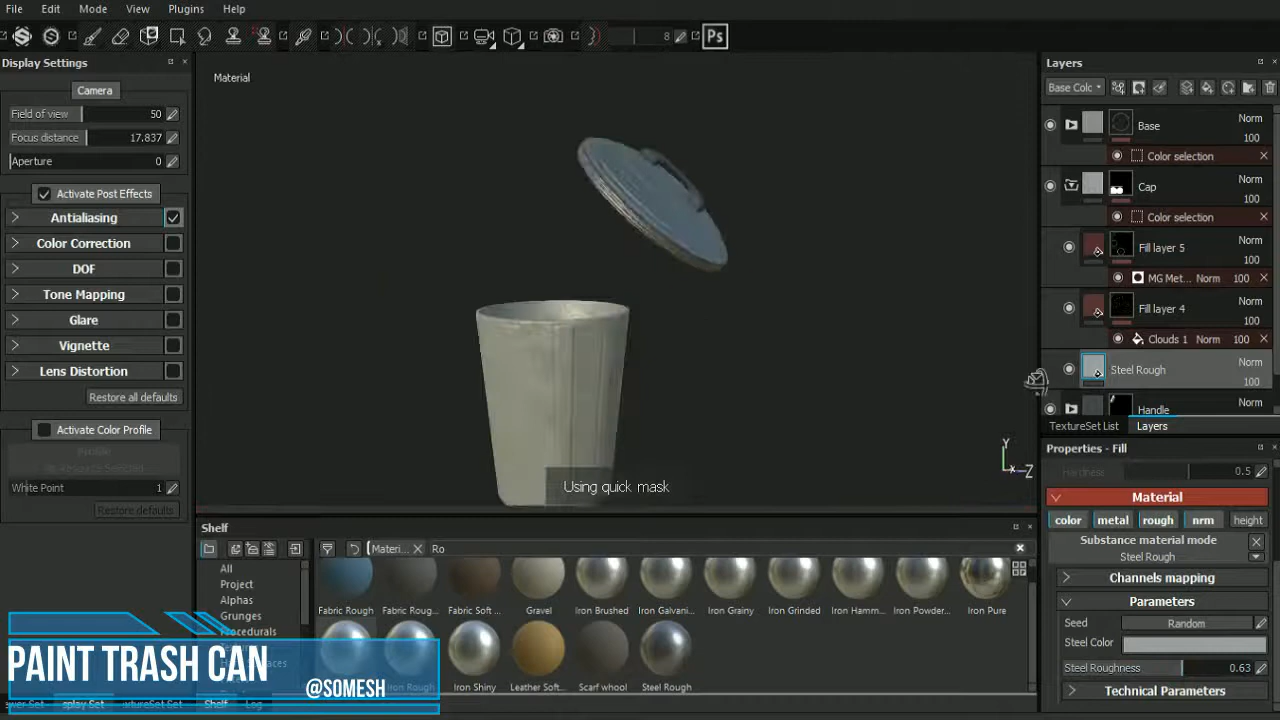 File Edit Mode View Plugins Help
8 Ps
Display Settings
Camera
Field of view 50
Focus distance 17.837
Aperture 0
Activate Post Effects
Antialiasing
Color Correction
DOF
Tone Mapping
Glare
Vignette
Lens Distortion
Restore all defaults
Activate Color Profile
Profile
White Point 1
Restore defaults
Material
Y
Z
Using quick mask
Layers
Base Colc
Base Norm
100
Color selection
Cap Norm
100
Color selection
Fill layer 5 Norm
100
MG Met... Norm 100
Fill layer 4 Norm
100
Clouds 1 Norm 100
Steel Rough Norm
100
Handle Norm
TextureSet List Layers
Properties - Fill
Hardness 0.5
Material
color metal rough nrm height
Substance material mode
Steel Rough
Channels mapping
Parameters
Seed Random
Steel Color
Steel Roughness 0.63
Technical Parameters
Shelf
Materi... Ro
All
Project
Alphas
Grunges
Procedurals
Fabric Rough Fabric Roug... Fabric Soft ... Gravel Iron Brushed Iron Galvani... Iron Grainy Iron Grinded Iron Hamm... Iron Powder... Iron Pure
Iron Rough Iron Shiny Leather Soft... Scarf whool Steel Rough
PAINT TRASH CAN
@SOMESH
Shelf Log